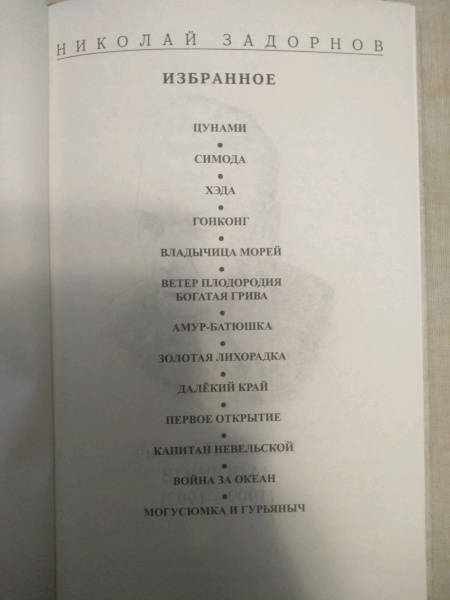 НИКОЛАЙ ЗАДОРНОВ
ИЗБРАННОЕ
ЦУНАМИ
•
СИМОДА
•
ХЭДА
•
ГОНКОНГ
•
ВЛАДЫЧИЦА МОРЕЙ
•
ВЕТЕР ПЛОДОРОДИЯ
БОГАТАЯ ГРИВА
•
АМУР-БАТЮШКА
•
ЗОЛОТАЯ ЛИХОРАДКА
•
ДАЛЁКИЙ КРАЙ
•
ПЕРВОЕ ОТКРЫТИЕ
•
КАПИТАН НЕВЕЛЬСКОЙ
•
ВОЙНА ЗА ОКЕАН
•
МОГУСЮМКА И ГУРЬЯНЫЧ